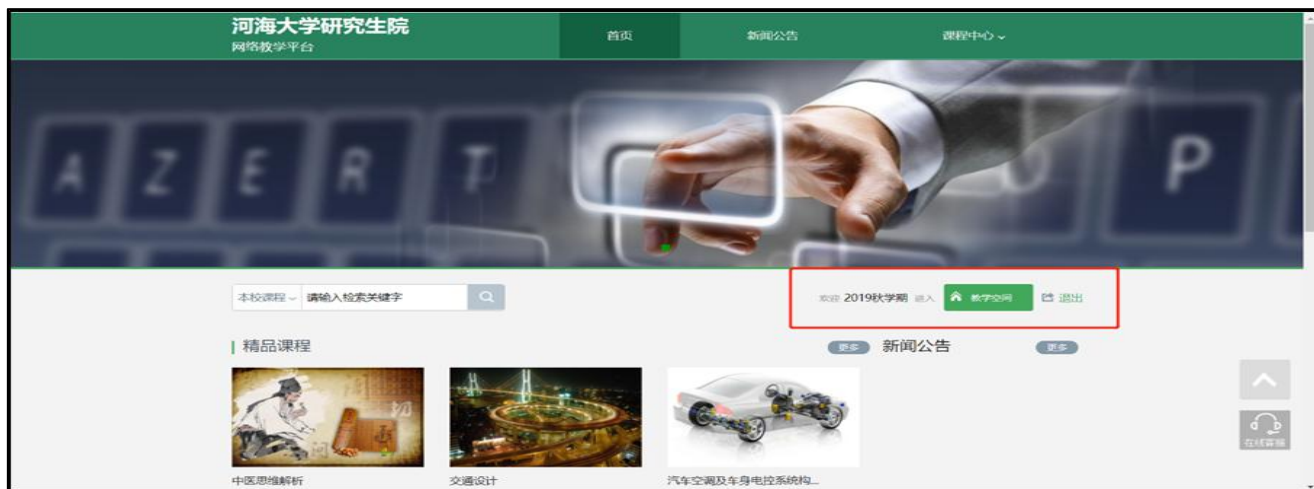 河海大学研究生院
网络教学平台
首页
新闻公告
课程中心
A Z E R T P
本校课程 请输入检索关键字
欢迎 2019秋学期 进入 教学空间 退出
精品课程
更多
新闻公告
更多
切
问
在线客服
中医思维解析
交通设计
汽车空调及车身电控系统构...